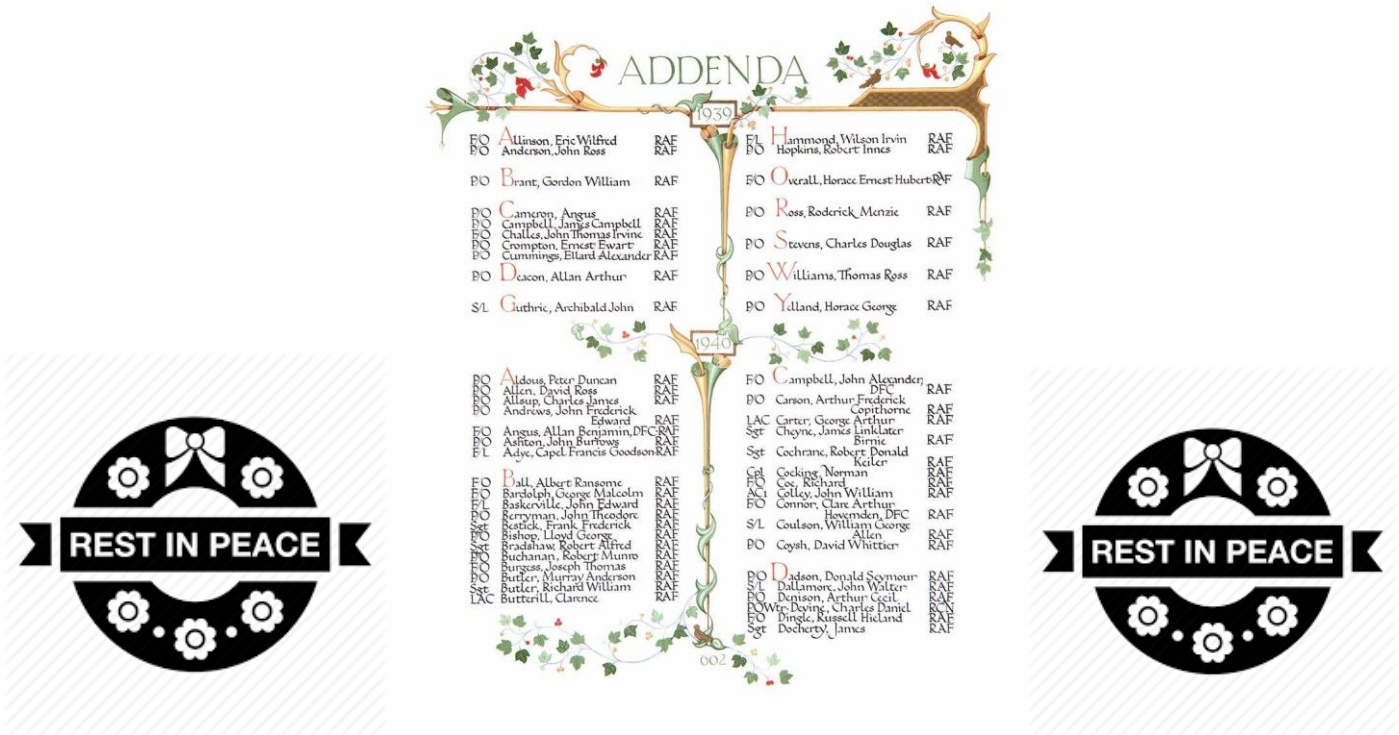 ADDENDA
1939
F/O Allinson, Eric Wilfred RAF
P/O Anderson, John Ross RAF
P/O Brant, Gordon William RAF
P/O Cameron, Angus RAF
P/O Campbell, James Campbell RAF
F/O Challes, John Thomas Irvine RAF
P/O Crompton, Ernest Ewart RAF
P/O Cummings, Ellard Alexander RAF
P/O Deacon, Allan Arthur RAF
S/L Guthrie, Archibald John RAF
F/L Hammond, Wilson Irvin RAF
P/O Hopkins, Robert Innes RAF
F/O Overall, Horace Ernest Hubert RAF
P/O Ross, Roderick Menzie RAF
P/O Stevens, Charles Douglas RAF
P/O Williams, Thomas Ross RAF
P/O Yelland, Horace George RAF
1940
P/O Aldous, Peter Duncan RAF
P/O Allen, David Ross RAF
P/O Allsup, Charles James RAF
P/O Andrews, John Frederick
Edward RAF
F/O Angus, Allan Benjamin, DFC RAF
P/O Ashton, John Burrows RAF
F/L Adye, Capel Francis Goodson RAF
F/O Ball, Albert Ransome RAF
F/O Bardolph, George Malcolm RAF
F/L Baskerville, John Edward RAF
P/O Berryman, John Theodore RAF
Sgt Bestick, Frank Frederick RAF
P/O Bishop, Lloyd George RAF
Sgt Bradshaw, Robert Alfred RAF
P/O Buchanan, Robert Munro RAF
F/O Burgess, Joseph Thomas RAF
P/O Butler, Murray Anderson RAF
Sgt Butler, Richard William RAF
LAC Butterill, Clarence RAF
F/O Campbell, John Alexander,
DFC RAF
P/O Carson, Arthur Frederick
Copithorne RAF
LAC Carter, George Arthur RAF
Sgt Cheyne, James Linklater
Birnie RAF
Sgt Cochrane, Robert Donald
Keiler RAF
Cpl Cocking, Norman RAF
F/O Coe, Richard RAF
AC1 Colley, John William RAF
F/O Connor, Clare Arthur
Hovemden, DFC RAF
S/L Coulson, William George
Allen RAF
P/O Coysh, David Whittier RAF
P/O Dadson, Donald Seymour RAF
S/L Dallamore, John Walter RAF
P/O Denison, Arthur Cecil RAF
POWtr Devine, Charles Daniel RCN
F/O Dingle, Russell Hieland RAF
Sgt Docherty, James RAF
602
REST IN PEACE
REST IN PEACE